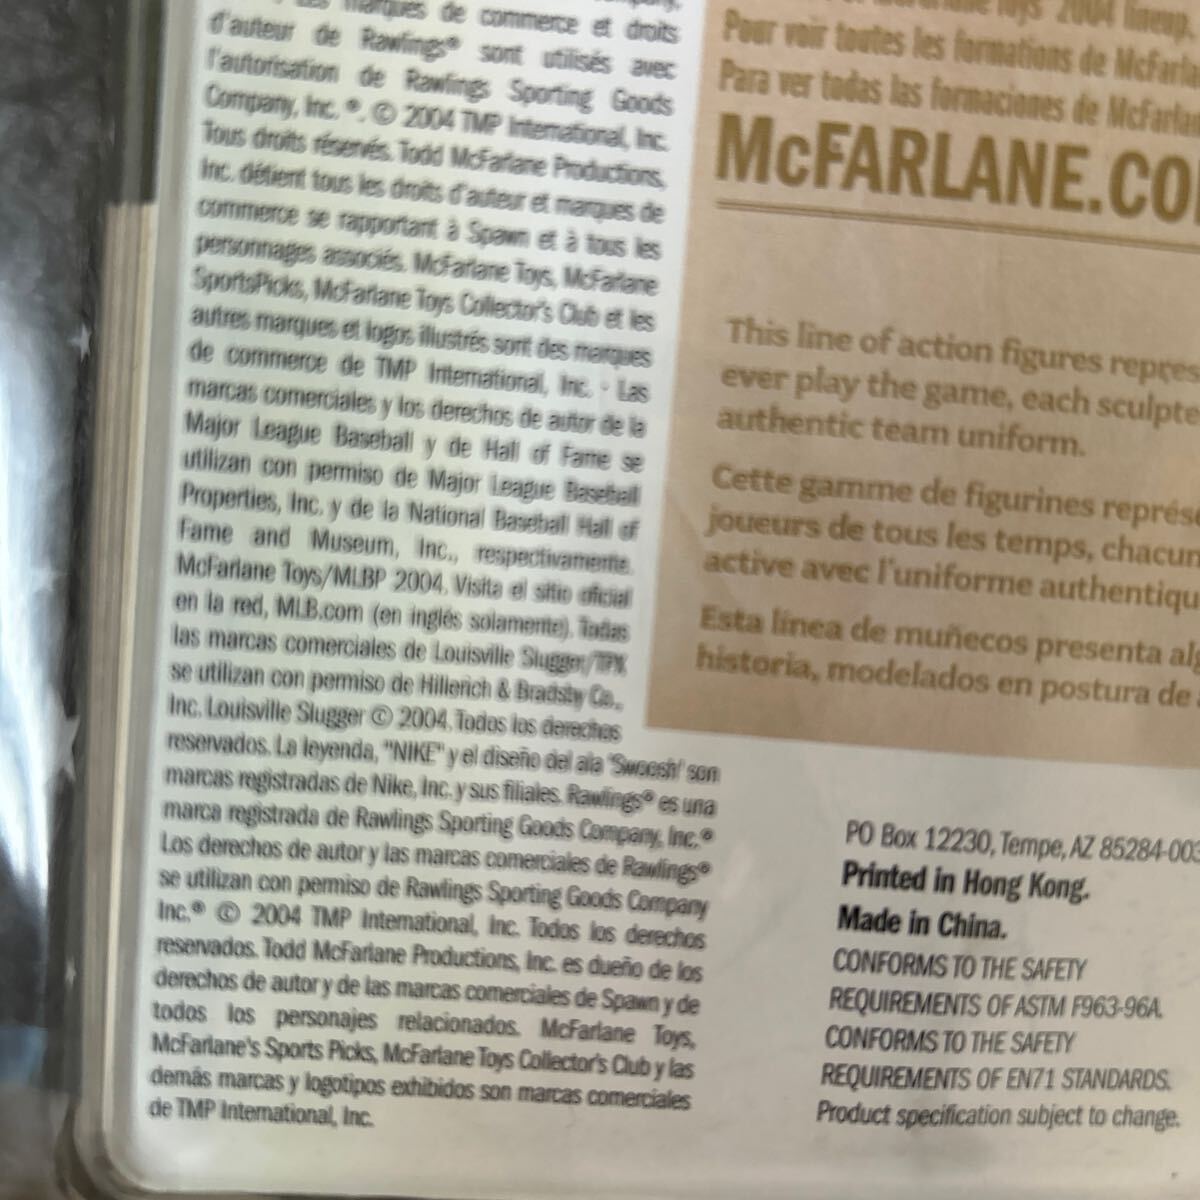 marques de commerce et droits
d'auteur de Rawlings® sont utilisés avec
l'autorisation de Rawlings Sporting Goods
Company, Inc. ®. © 2004 TMP International, Inc.
Tous droits réservés. Todd McFarlane Productions,
Inc. détient tous les droits d'auteur et marques de
commerce se rapportant à Spawn et à tous les
personnages associés. McFarlane Toys, McFarlane
SportsPicks, McFarlane Toys Collector's Club et les
autres marques et logos illustrés sont des marques
de commerce de TMP International, Inc. · Las
marcas comerciales y los derechos de autor de la
Major League Baseball y de Hall of Fame se
utilizan con permiso de Major League Baseball
Properties, Inc. y de la National Baseball Hall of
Fame and Museum, Inc., respectivamente.
McFarlane Toys/MLBP 2004. Visita el sitio oficial
en la red, MLB.com (en inglés solamente). Todas
las marcas comerciales de Louisville Slugger/TPX
se utilizan con permiso de Hillerich & Bradsby Co.,
Inc. Louisville Slugger © 2004. Todos los derechos
reservados. La leyenda, "NIKE" y el diseño del ala 'Swoosh' son
marcas registradas de Nike, Inc. y sus filiales. Rawlings® es una
marca registrada de Rawlings Sporting Goods Company, Inc.®
Los derechos de autor y las marcas comerciales de Rawlings®
se utilizan con permiso de Rawlings Sporting Goods Company
Inc.® © 2004 TMP International, Inc. Todos los derechos
reservados. Todd McFarlane Productions, Inc. es dueño de los
derechos de autor y de las marcas comerciales de Spawn y de
todos los personajes relacionados. McFarlane Toys,
McFarlane's Sports Picks, McFarlane Toys Collector's Club y las
demás marcas y logotipos exhibidos son marcas comerciales
de TMP International, Inc.
Toys' 2004 lineup,
Pour voir toutes les formations de McFarla
Para ver todas las formaciones de McFarlan
McFARLANE.CO
This line of action figures repres
ever play the game, each sculpte
authentic team uniform.
Cette gamme de figurines représe
joueurs de tous les temps, chacun
active avec l'uniforme authentiqu
Esta línea de muñecos presenta alg
historia, modelados en postura de
PO Box 12230, Tempe, AZ 85284-003
Printed in Hong Kong.
Made in China.
CONFORMS TO THE SAFETY
REQUIREMENTS OF ASTM F963-96A.
CONFORMS TO THE SAFETY
REQUIREMENTS OF EN71 STANDARDS.
Product specification subject to change.